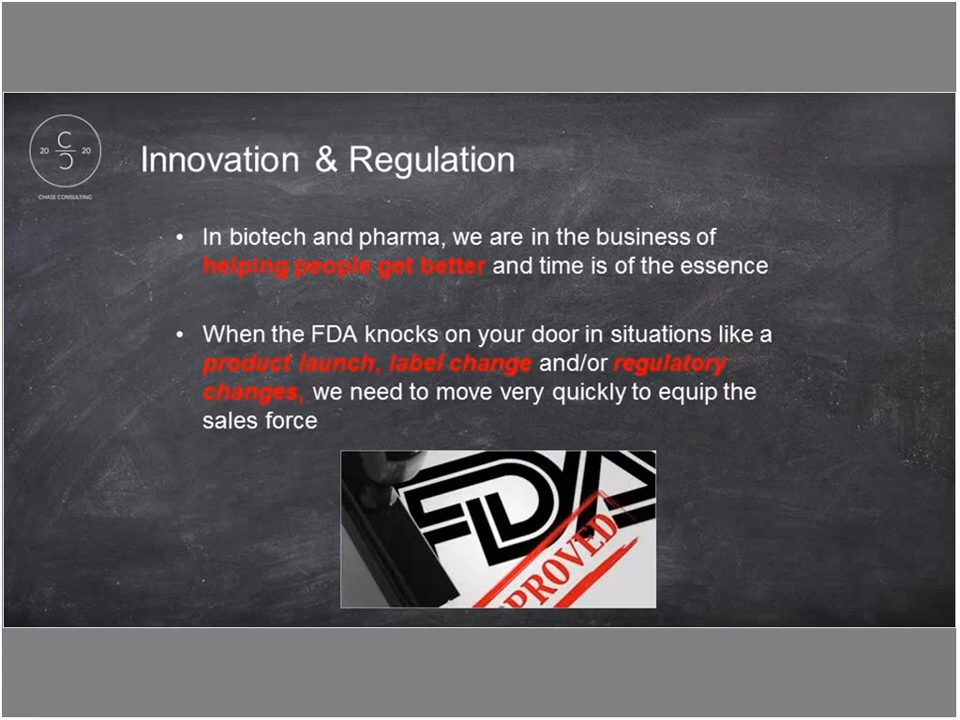 C
20 20
C
CHASE CONSULTING
Innovation & Regulation
• In biotech and pharma, we are in the business of
helping people get better and time is of the essence
• When the FDA knocks on your door in situations like a
product launch, label change and/or regulatory
changes, we need to move very quickly to equip the
sales force
FDA
PROVED